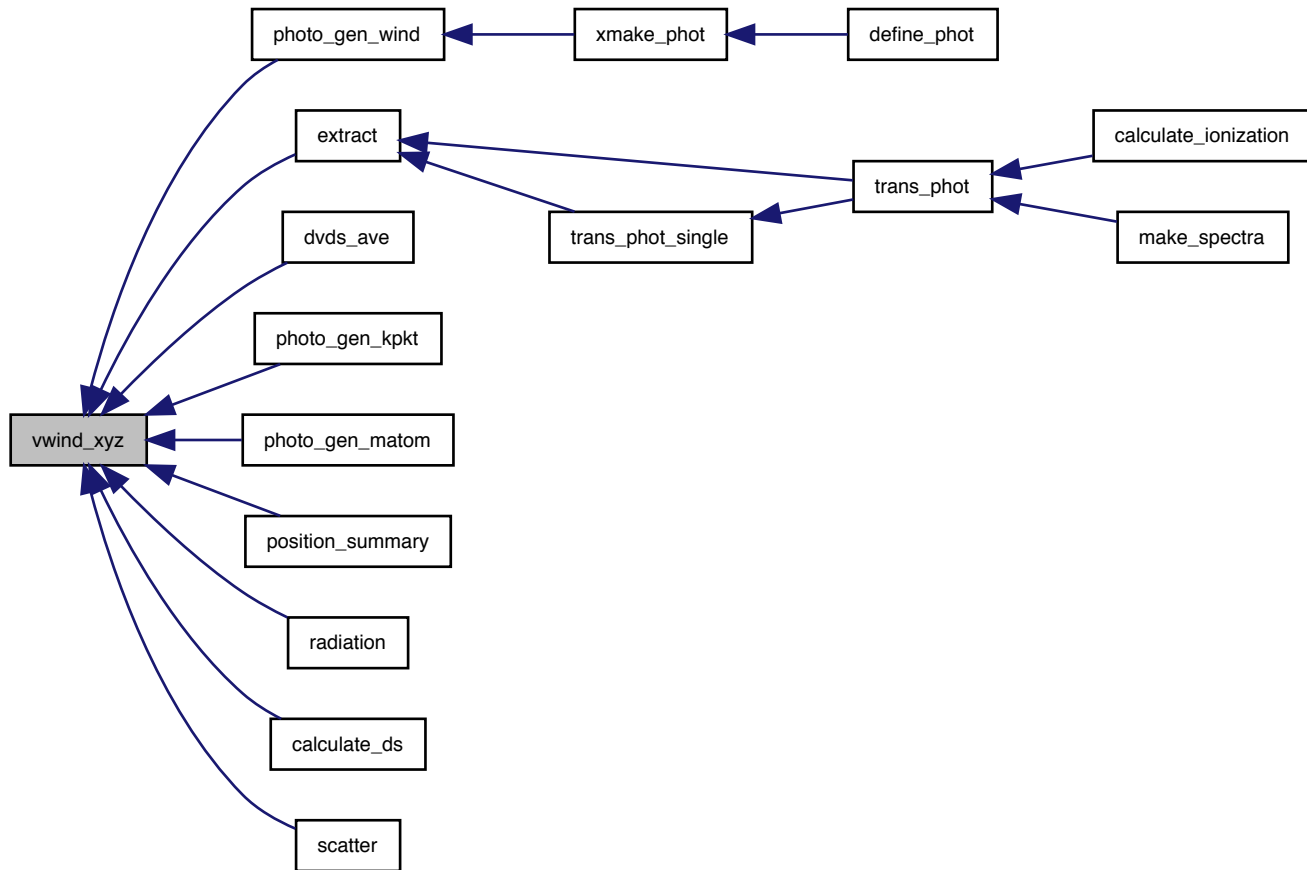 photo_gen_wind
xmake_phot
define_phot
extract
calculate_ionization
trans_phot
dvds_ave
trans_phot_single
make_spectra
photo_gen_kpkt
vwind_xyz
photo_gen_matom
position_summary
radiation
calculate_ds
scatter